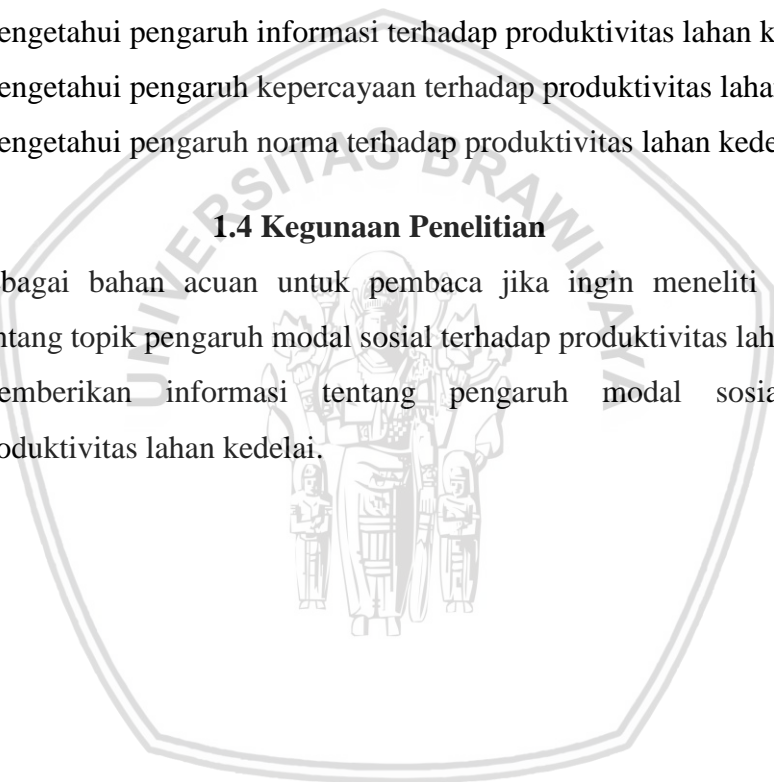 engetahui pengaruh informasi terhadap produktivitas lahan k
engetahui pengaruh kepercayaan terhadap produktivitas laha
engetahui pengaruh norma terhadap produktivitas lahan kede
UNIVERSITAS BRAWIJAYA
1.4 Kegunaan Penelitian
bagai bahan acuan untuk pembaca jika ingin meneliti
ntang topik pengaruh modal sosial terhadap produktivitas lah
emberikan informasi tentang pengaruh modal sosia
oduktivitas lahan kedelai.